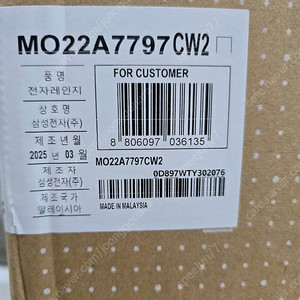 MO22A7797CW2
품 명
전자레인지
상 호 명
삼성전자(주)
제 조 년 월
2025 년 03 월
제 조 자
삼성전자(주)
제 조 국 가
말레이시아
FOR CUSTOMER
8 806097 036135
MO22A7797CW2
0D897WTY302076
MADE IN MALAYSIA